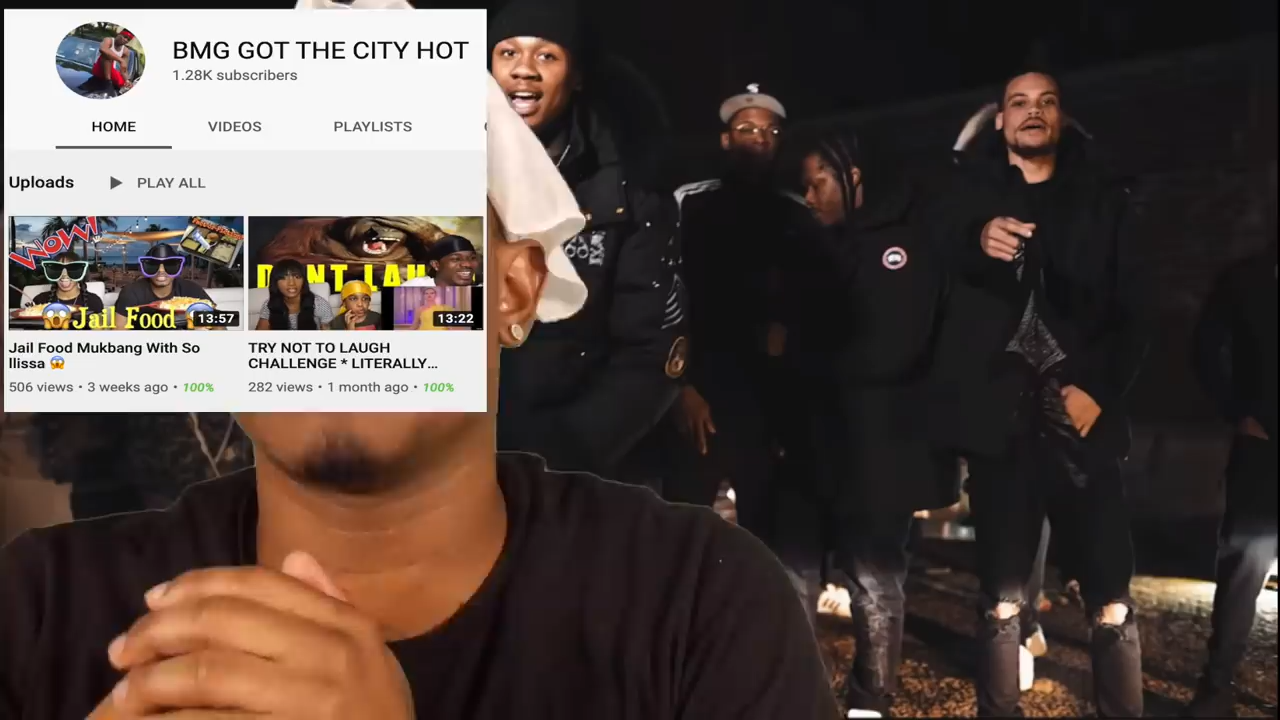 BMG GOT THE CITY HOT
1.28K subscribers
HOME VIDEOS PLAYLISTS
Uploads PLAY ALL
WOW!
Jail Food
13:57
DONT LAU
13:22
Jail Food Mukbang With So
llissa 😱
506 views • 3 weeks ago • 100%
TRY NOT TO LAUGH
CHALLENGE * LITERALLY...
282 views • 1 month ago • 100%